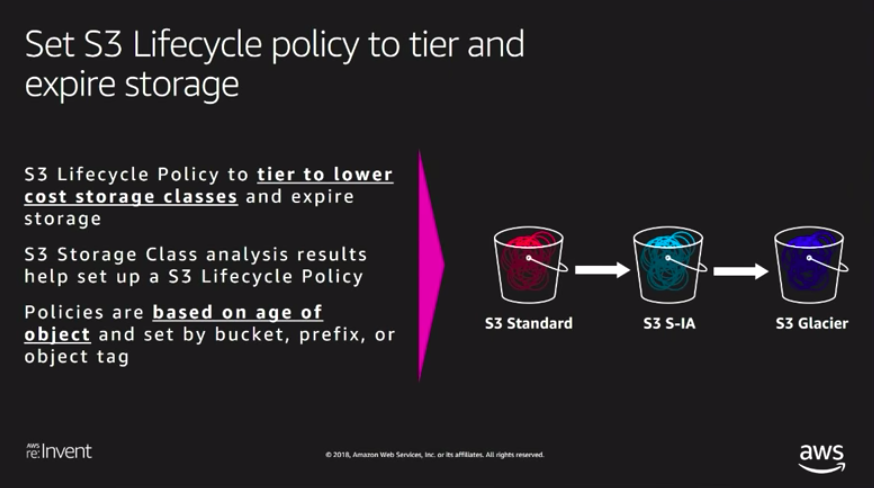 Set S3 Lifecycle policy to tier and
expire storage
S3 Lifecycle Policy to tier to lower
cost storage classes and expire
storage
S3 Storage Class analysis results
help set up a S3 Lifecycle Policy
Policies are based on age of
object and set by bucket, prefix, or
object tag
S3 Standard
S3 S-IA
S3 Glacier
AWS
re:Invent
© 2018, Amazon Web Services, Inc. or its affiliates. All rights reserved.
aws